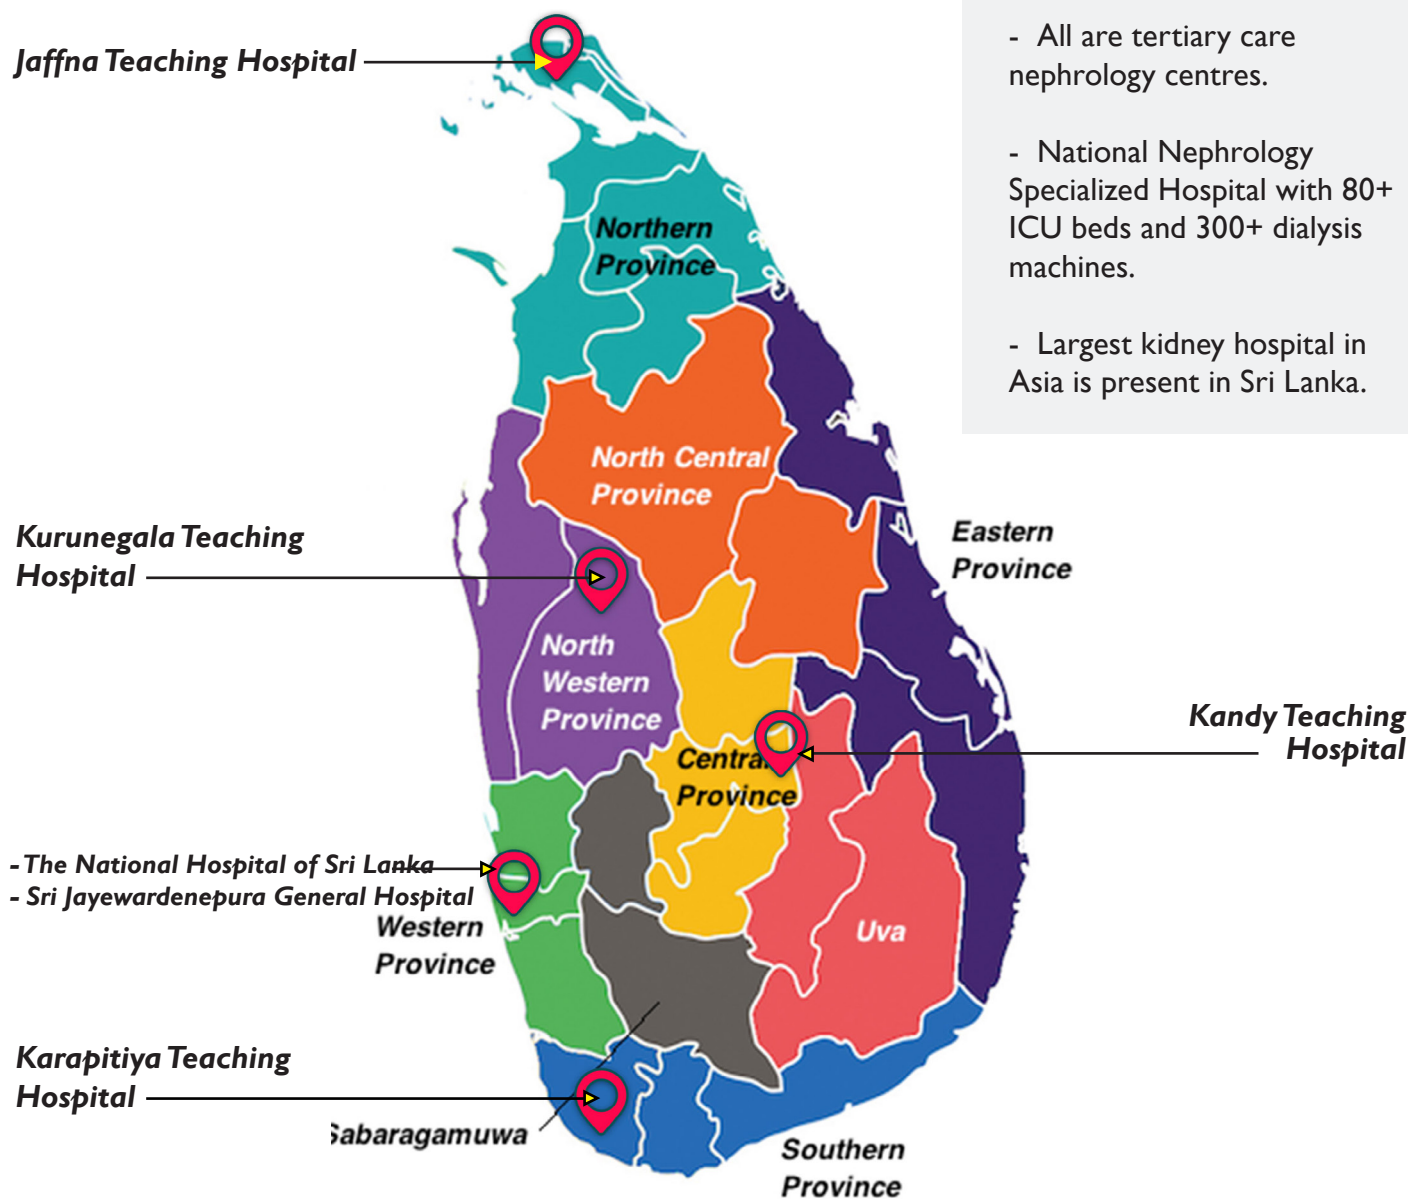 Jaffna Teaching Hospital
- All are tertiary care
nephrology centres.
- National Nephrology
Specialized Hospital with 80+
ICU beds and 300+ dialysis
machines.
- Largest kidney hospital in
Asia is present in Sri Lanka.
Northern
Province
North Central
Province
Kurunegala Teaching
Hospital
Eastern
Province
North
Western
Province
Kandy Teaching
Hospital
Central
Province
- The National Hospital of Sri Lanka
- Sri Jayewardenepura General Hospital
Western
Province
Uva
Karapitiya Teaching
Hospital
Sabaragamuwa
Southern
Province